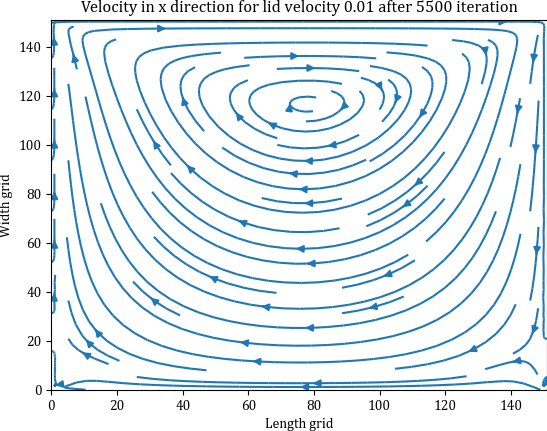 Velocity in x direction for lid velocity 0.01 after 5500 iteration
140
120
100
80
60
40
20
0
Width grid
0 20 40 60 80 100 120 140
Length grid